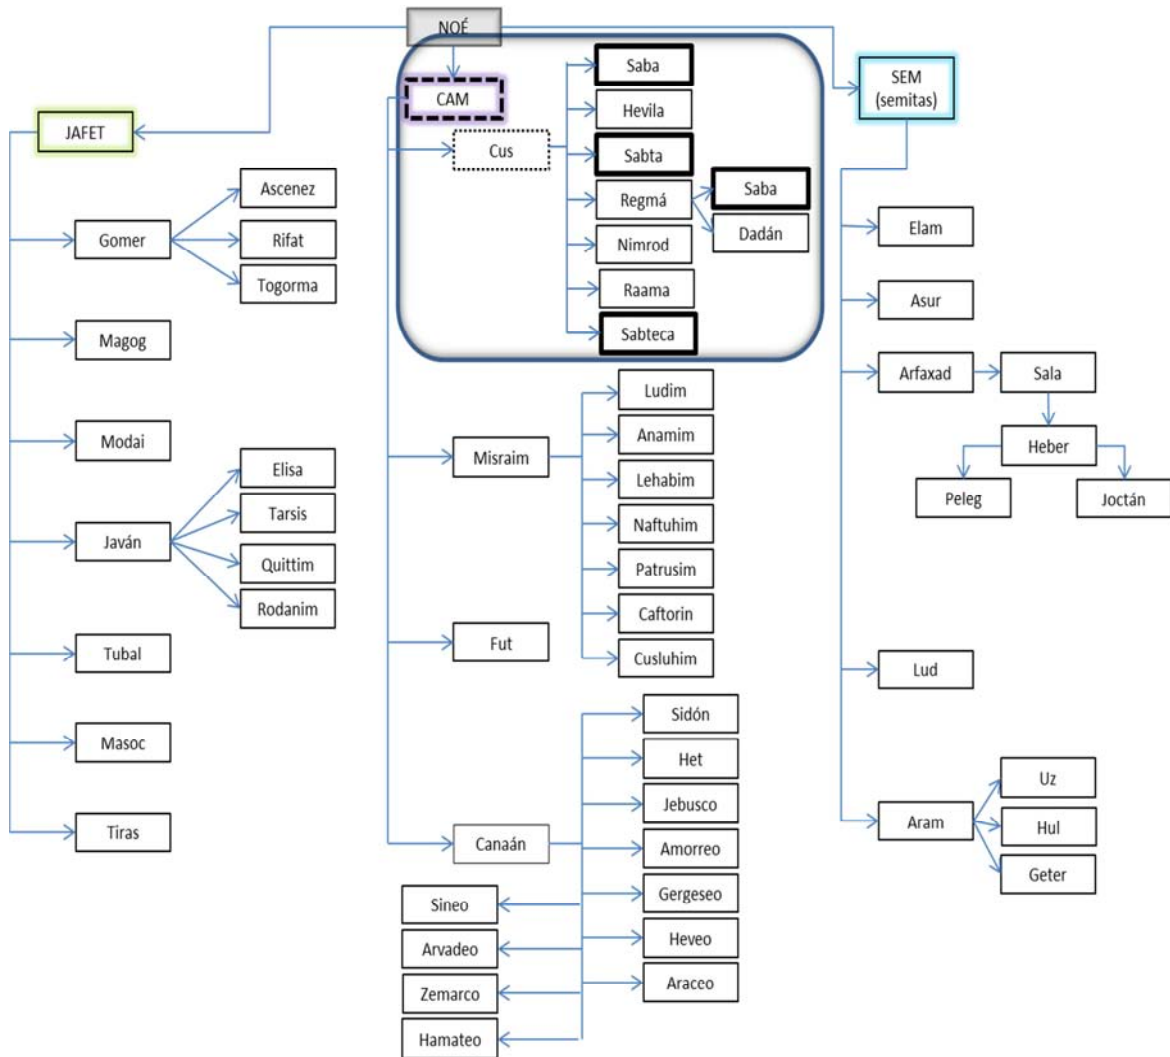 NOÉ
JAFET
Gomer
Ascenez
Rifat
Togorma
Magog
Modai
Javán
Elisa
Tarsis
Quittim
Rodanim
Tubal
Masoc
Tiras
CAM
Cus
Saba
Hevila
Sabta
Regmá
Saba
Dadán
Nimrod
Raama
Sabteca
Misraim
Ludim
Anamim
Lehabim
Naftuhim
Patrusim
Caftorin
Cusluhim
Fut
Canaán
Sidón
Het
Jebusco
Amorreo
Gergeseo
Heveo
Araceo
Sineo
Arvadeo
Zemarco
Hamateo
SEM
(semitas)
Elam
Asur
Arfaxad
Sala
Heber
Peleg
Joctán
Lud
Aram
Uz
Hul
Geter